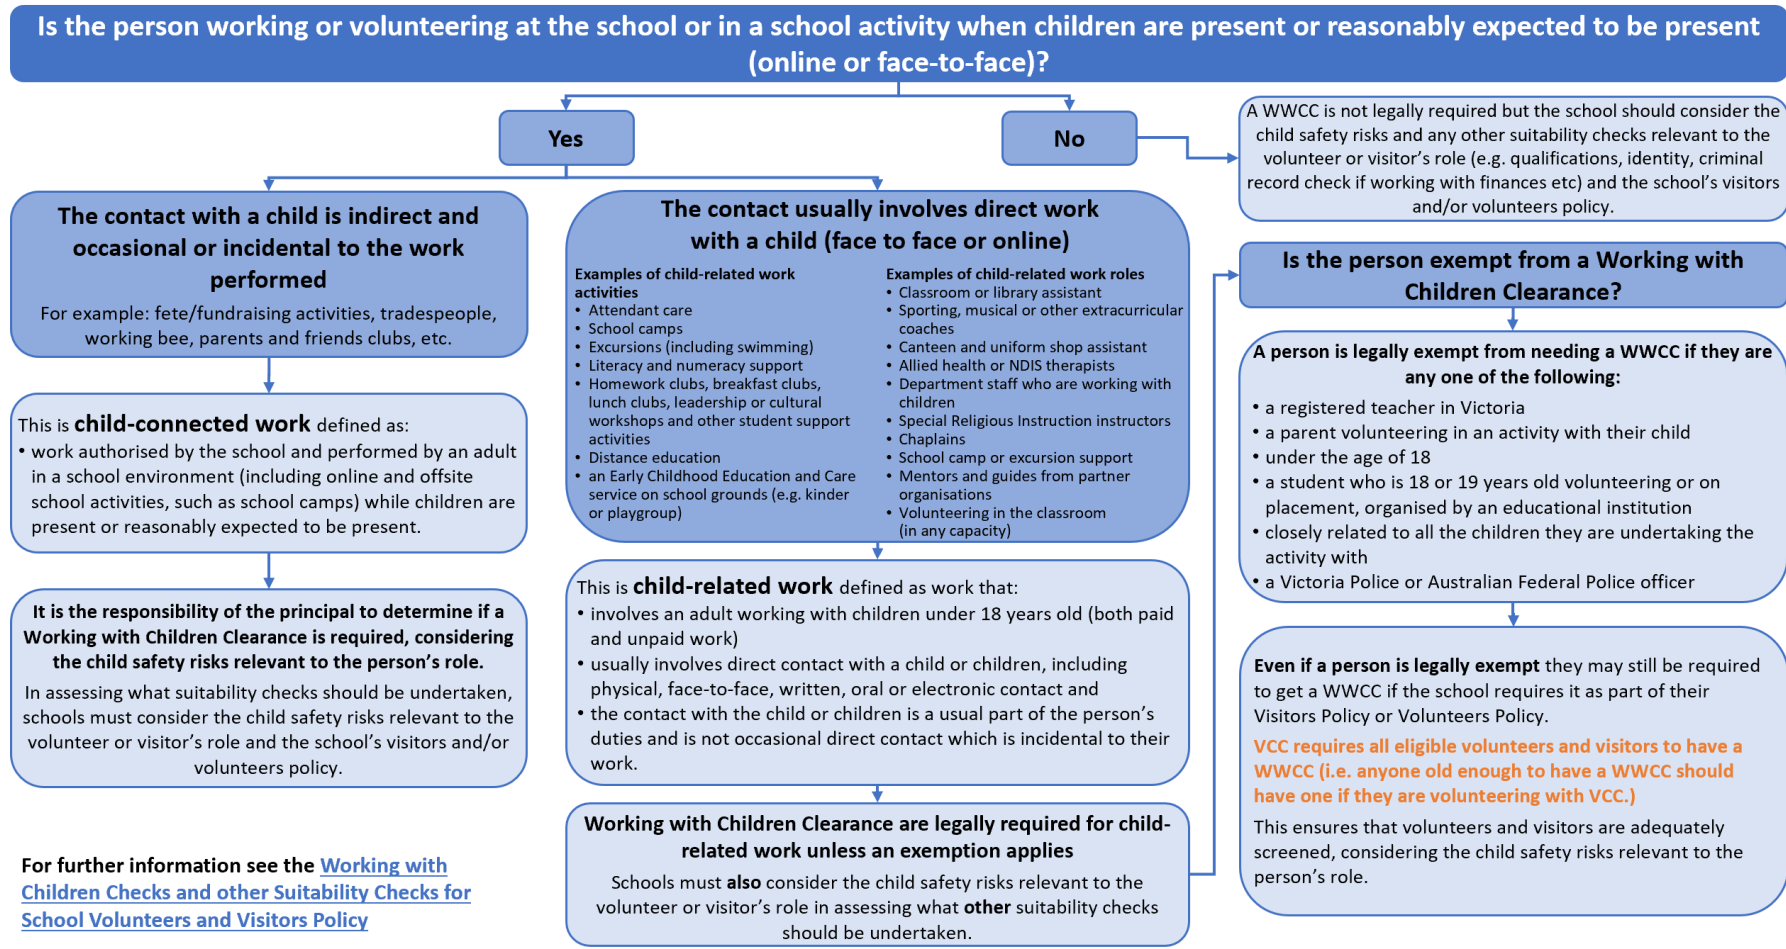 Is the person working or volunteering at the school or in a school activity when children are present or reasonably expected to be present
(online or face-to-face)?
Yes
No
A WWCC is not legally required but the school should consider the
child safety risks and any other suitability checks relevant to the
volunteer or visitor's role (e.g. qualifications, identity, criminal
record check if working with finances etc) and the school's visitors
and/or volunteers policy.
The contact with a child is indirect and
occasional or incidental to the work
performed
For example: fete/fundraising activities, tradespeople,
working bee, parents and friends clubs, etc.
This is child-connected work defined as:
• work authorised by the school and performed by an adult
in a school environment (including online and offsite
school activities, such as school camps) while children are
present or reasonably expected to be present.
It is the responsibility of the principal to determine if a
Working with Children Clearance is required, considering
the child safety risks relevant to the person's role.
In assessing what suitability checks should be undertaken,
schools must consider the child safety risks relevant to the
volunteer or visitor's role and the school's visitors and/or
volunteers policy.
For further information see the Working with
Children Checks and other Suitability Checks for
School Volunteers and Visitors Policy
The contact usually involves direct work
with a child (face to face or online)
Examples of child-related work
activities
• Attendant care
• School camps
• Excursions (including swimming)
• Literacy and numeracy support
• Homework clubs, breakfast clubs,
lunch clubs, leadership or cultural
workshops and other student support
activities
• Distance education
• an Early Childhood Education and Care
service on school grounds (e.g. kinder
or playgroup)
Examples of child-related work roles
• Classroom or library assistant
• Sporting, musical or other extracurricular
coaches
• Canteen and uniform shop assistant
• Allied health or NDIS therapists
• Department staff who are working with
children
• Special Religious Instruction instructors
• Chaplains
• School camp or excursion support
• Mentors and guides from partner
organisations
• Volunteering in the classroom
(in any capacity)
This is child-related work defined as work that:
• involves an adult working with children under 18 years old (both paid
and unpaid work)
• usually involves direct contact with a child or children, including
physical, face-to-face, written, oral or electronic contact and
• the contact with the child or children is a usual part of the person's
duties and is not occasional direct contact which is incidental to their
work.
Working with Children Clearance are legally required for child-
related work unless an exemption applies
Schools must also consider the child safety risks relevant to the
volunteer or visitor's role in assessing what other suitability checks
should be undertaken.
Is the person exempt from a Working with
Children Clearance?
A person is legally exempt from needing a WWCC if they are
any one of the following:
• a registered teacher in Victoria
• a parent volunteering in an activity with their child
• under the age of 18
• a student who is 18 or 19 years old volunteering or on
placement, organised by an educational institution
• closely related to all the children they are undertaking the
activity with
• a Victoria Police or Australian Federal Police officer
Even if a person is legally exempt they may still be required
to get a WWCC if the school requires it as part of their
Visitors Policy or Volunteers Policy.
VCC requires all eligible volunteers and visitors to have a
WWCC (i.e. anyone old enough to have a WWCC should
have one if they are volunteering with VCC.)
This ensures that volunteers and visitors are adequately
screened, considering the child safety risks relevant to the
person's role.